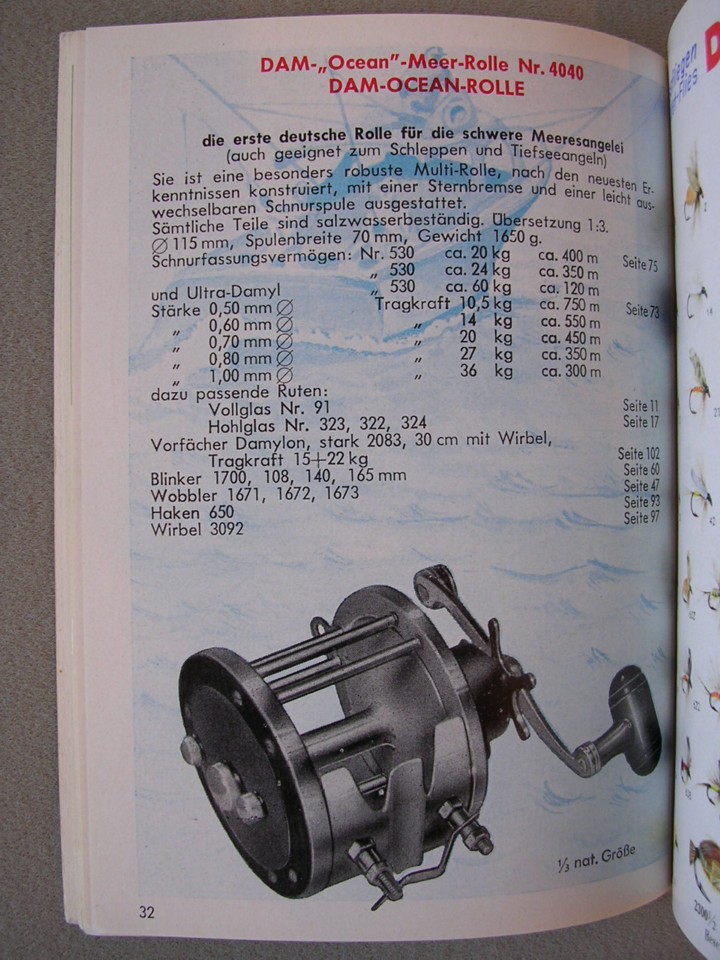 DAM-„Ocean"-Meer-Rolle Nr. 4040
DAM-OCEAN-ROLLE
die erste deutsche Rolle für die schwere Meeresangelei
(auch geeignet zum Schleppen und Tiefseeangeln)
Sie ist eine besonders robuste Multi-Rolle, nach den neuesten Er-
kenntnissen konstruiert, mit einer Sternbremse und einer leicht aus-
wechselbaren Schnurspule ausgestattet.
Sämtliche Teile sind salzwasserbeständig. Übersetzung 1:3.
∅ 115 mm, Spulenbreite 70 mm, Gewicht 1650 g.
Schnurfassungsvermögen: Nr. 530 ca. 20 kg ca. 400 m Seite 75
„ 530 ca. 24 kg ca. 350 m
„ 530 ca. 60 kg ca. 120 m
und Ultra-Damyl
Stärke 0,50 mm ∅ Tragkraft 10,5 kg ca. 750 m Seite 73
„ 0,60 mm ∅ „ 14 kg ca. 550 m
„ 0,70 mm ∅ „ 20 kg ca. 450 m
„ 0,80 mm ∅ „ 27 kg ca. 350 m
„ 1,00 mm ∅ „ 36 kg ca. 300 m
dazu passende Ruten:
Vollglas Nr. 91 Seite 11
Hohlglas Nr. 323, 322, 324 Seite 17
Vorfächer Damylon, stark 2083, 30 cm mit Wirbel,
Tragkraft 15+22 kg Seite 102
Blinker 1700, 108, 140, 165 mm Seite 60
Wobbler 1671, 1672, 1673 Seite 47
Haken 650 Seite 93
Wirbel 3092 Seite 97
⅓ nat. Größe
32